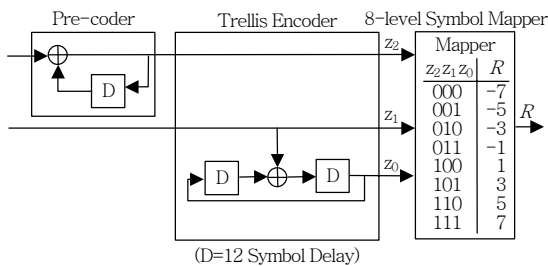 Pre-coder
Trellis Encoder
8-level Symbol Mapper
z2
D
z1
D
D
z0
(D=12 Symbol Delay)
Mapper
z2z1z0 R
000 -7
001 -5
010 -3
011 -1
100 1
101 3
110 5
111 7
R